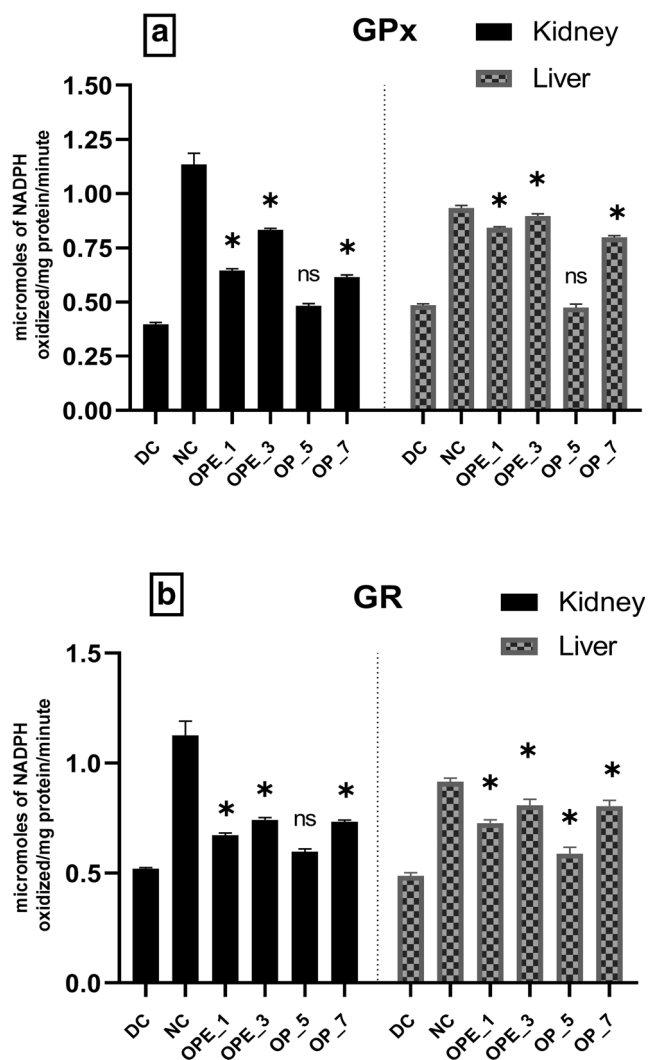 a
GPx
Kidney
Liver
micromoles of NADPH
oxidized/mg protein/minute
1.50
1.25
1.00
0.75
0.50
0.25
0.00
* * ns * * * ns *
DC NC OPE_1 OPE_3 OP_5 OP_7 DC NC OPE_1 OPE_3 OP_5 OP_7
b
GR
Kidney
Liver
micromoles of NADPH
oxidized/mg protein/minute
1.5
1.0
0.5
0.0
* * ns * * * * *
DC NC OPE_1 OPE_3 OP_5 OP_7 DC NC OPE_1 OPE_3 OP_5 OP_7